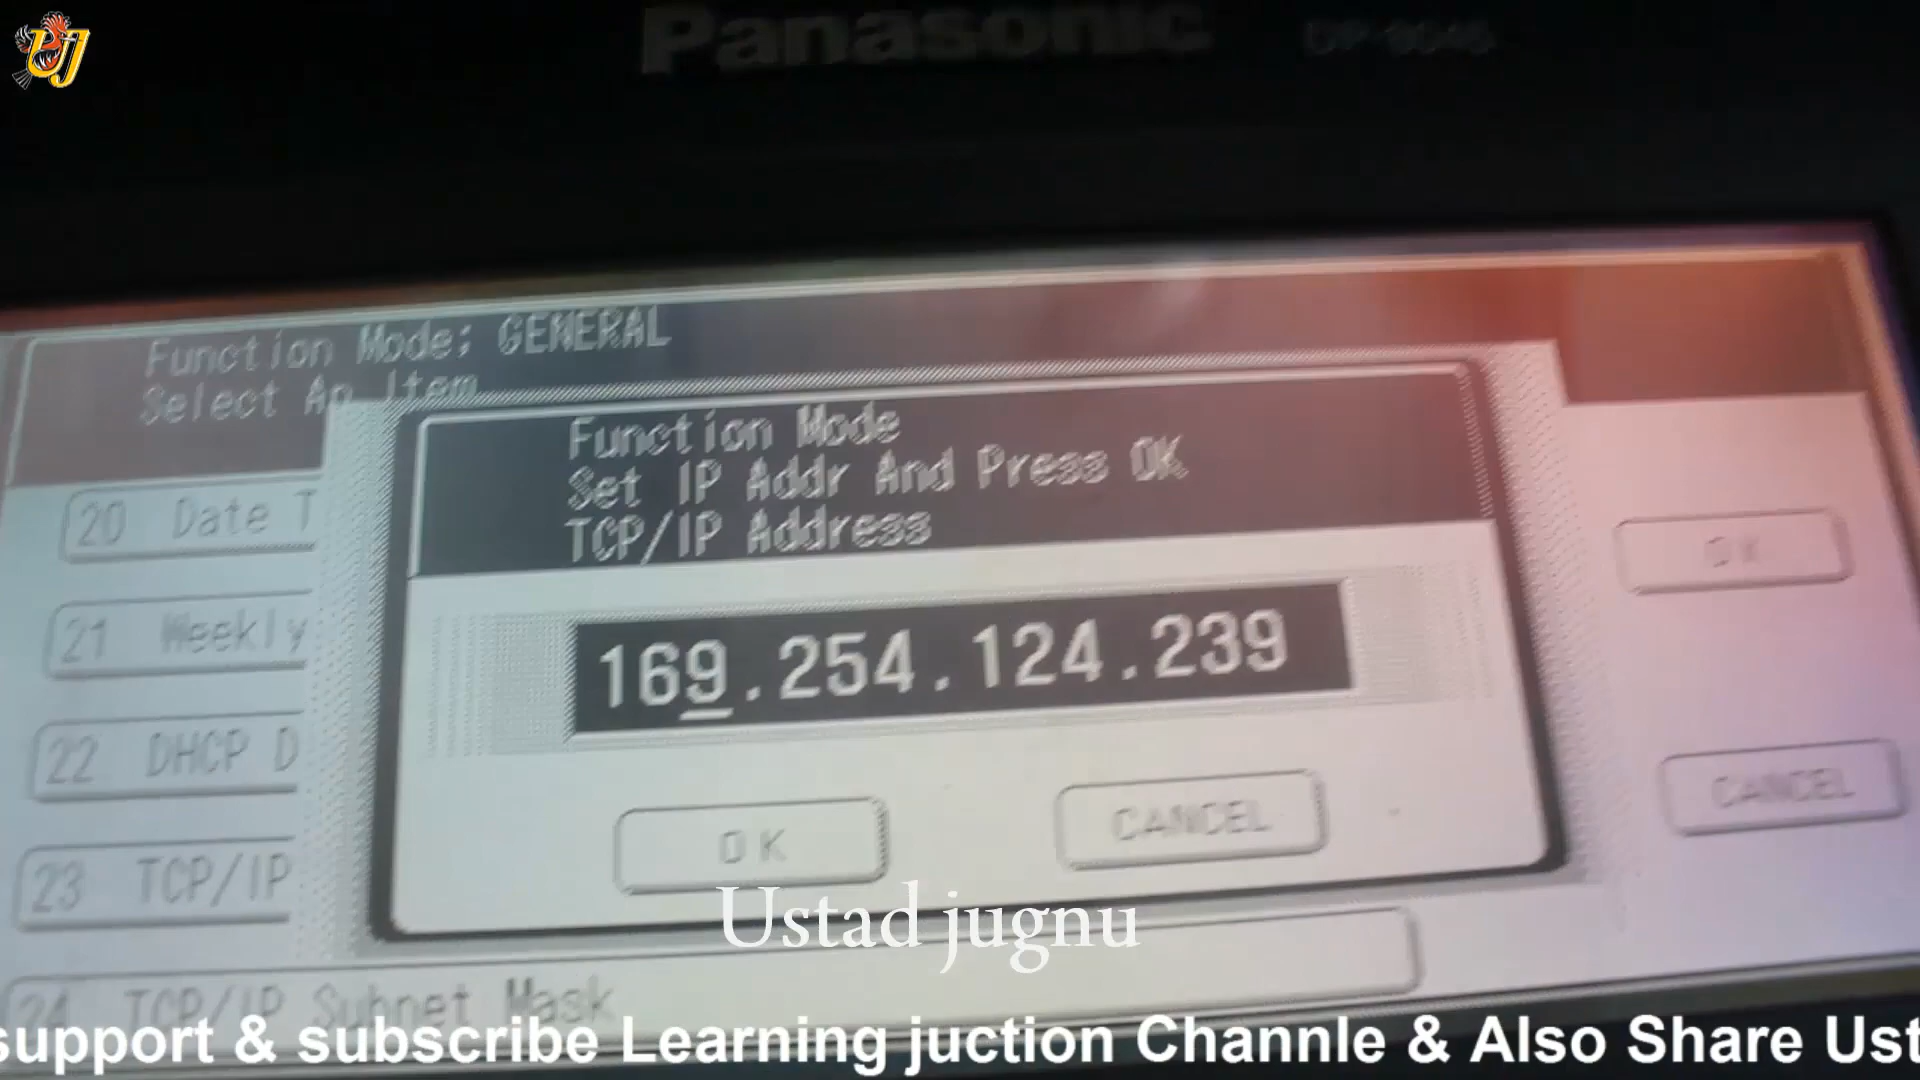 UJ
Panasonic
Function Mode: GENERAL
Select An Item
Function Mode
Set IP Addr And Press OK
TCP/IP Address
20 Date T
21 Weekly
22 DHCP D
23 TCP/IP
24 TCP/IP Subnet Mask
169.254.124.239
OK
CANCEL
OK
CANCEL
Ustad jugnu
support & subscribe Learning juction Channle & Also Share Ust